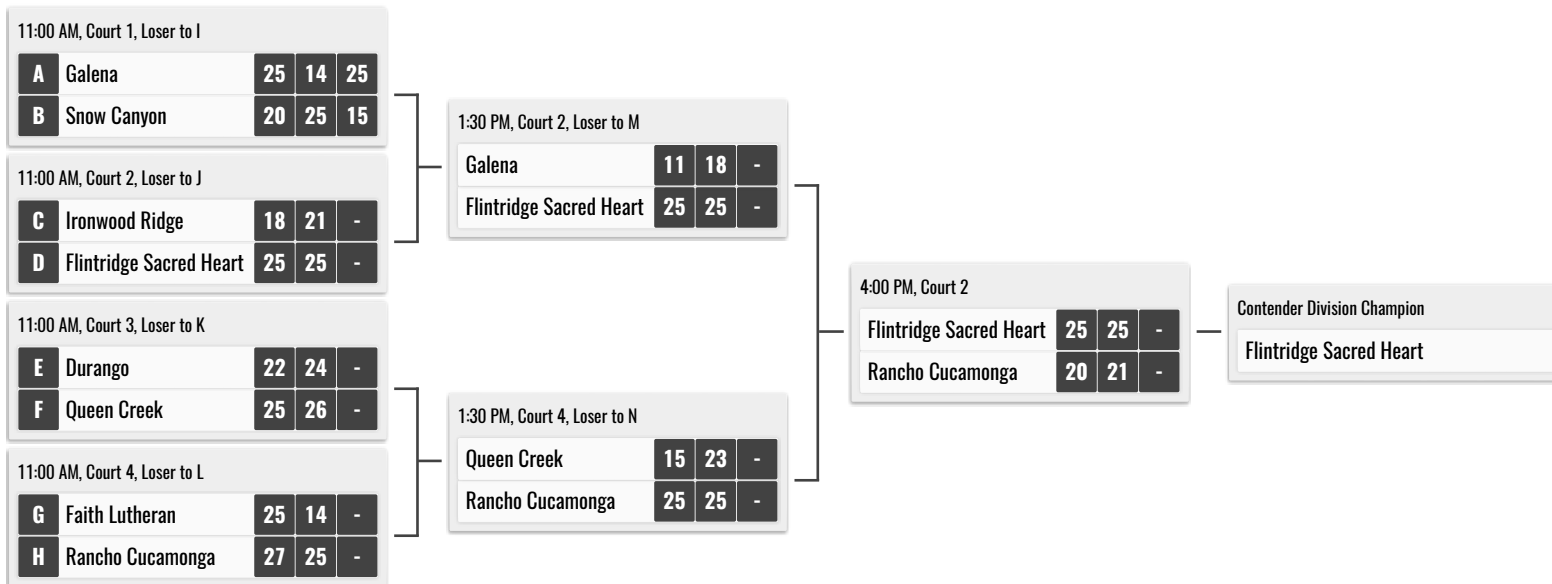 11:00 AM, Court 1, Loser to I
A Galena 25 14 25
B Snow Canyon 20 25 15
11:00 AM, Court 2, Loser to J
C Ironwood Ridge 18 21 -
D Flintridge Sacred Heart 25 25 -
11:00 AM, Court 3, Loser to K
E Durango 22 24 -
F Queen Creek 25 26 -
11:00 AM, Court 4, Loser to L
G Faith Lutheran 25 14 -
H Rancho Cucamonga 27 25 -
1:30 PM, Court 2, Loser to M
Galena 11 18 -
Flintridge Sacred Heart 25 25 -
1:30 PM, Court 4, Loser to N
Queen Creek 15 23 -
Rancho Cucamonga 25 25 -
4:00 PM, Court 2
Flintridge Sacred Heart 25 25 -
Rancho Cucamonga 20 21 -
Contender Division Champion
Flintridge Sacred Heart